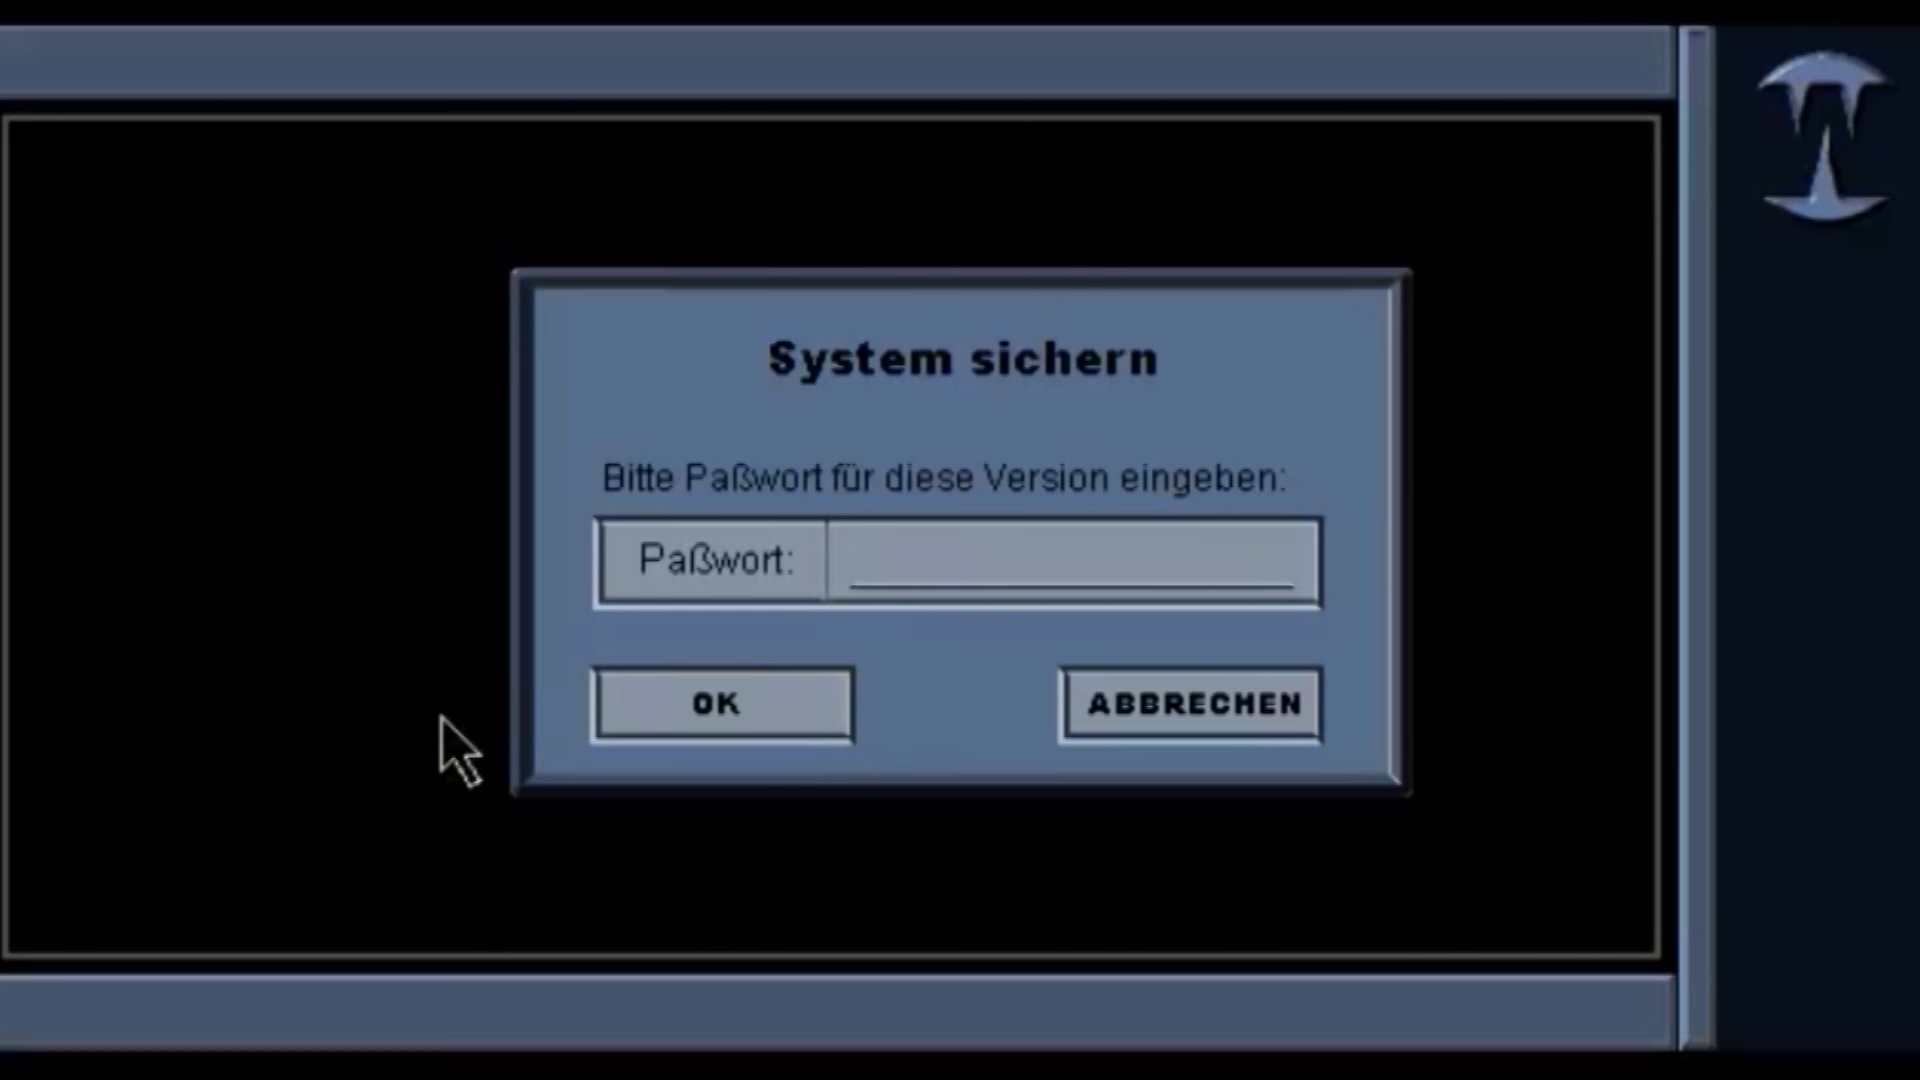 System sichern
Bitte Paßwort für diese Version eingeben:
Paßwort:
OK
ABBRECHEN